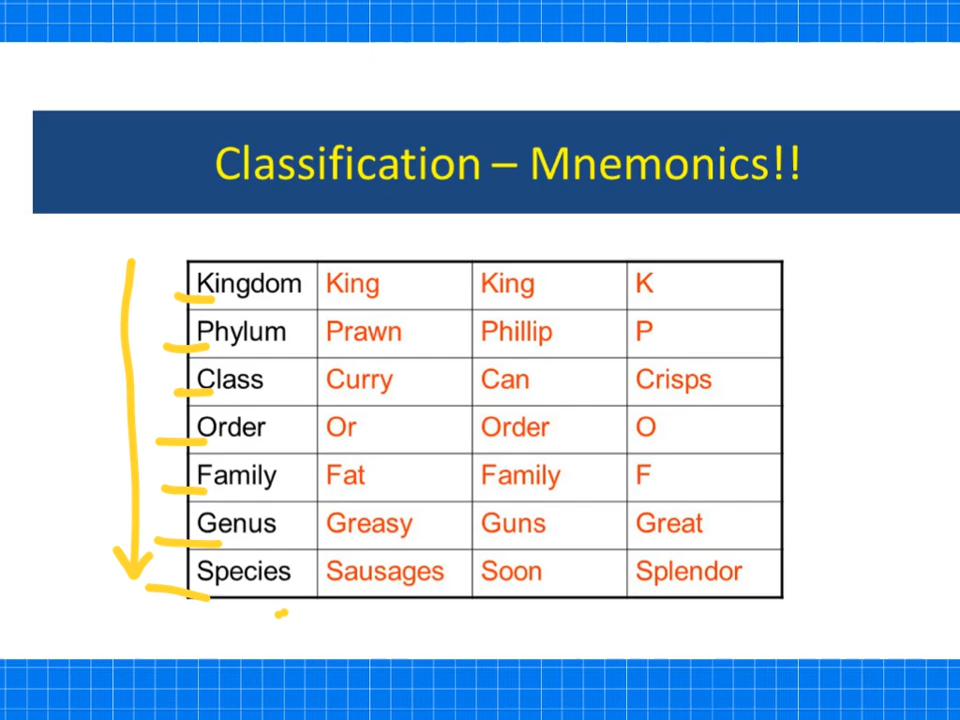 Classification – Mnemonics!!
Kingdom King King K
Phylum Prawn Phillip P
Class Curry Can Crisps
Order Or Order O
Family Fat Family F
Genus Greasy Guns Great
Species Sausages Soon Splendor